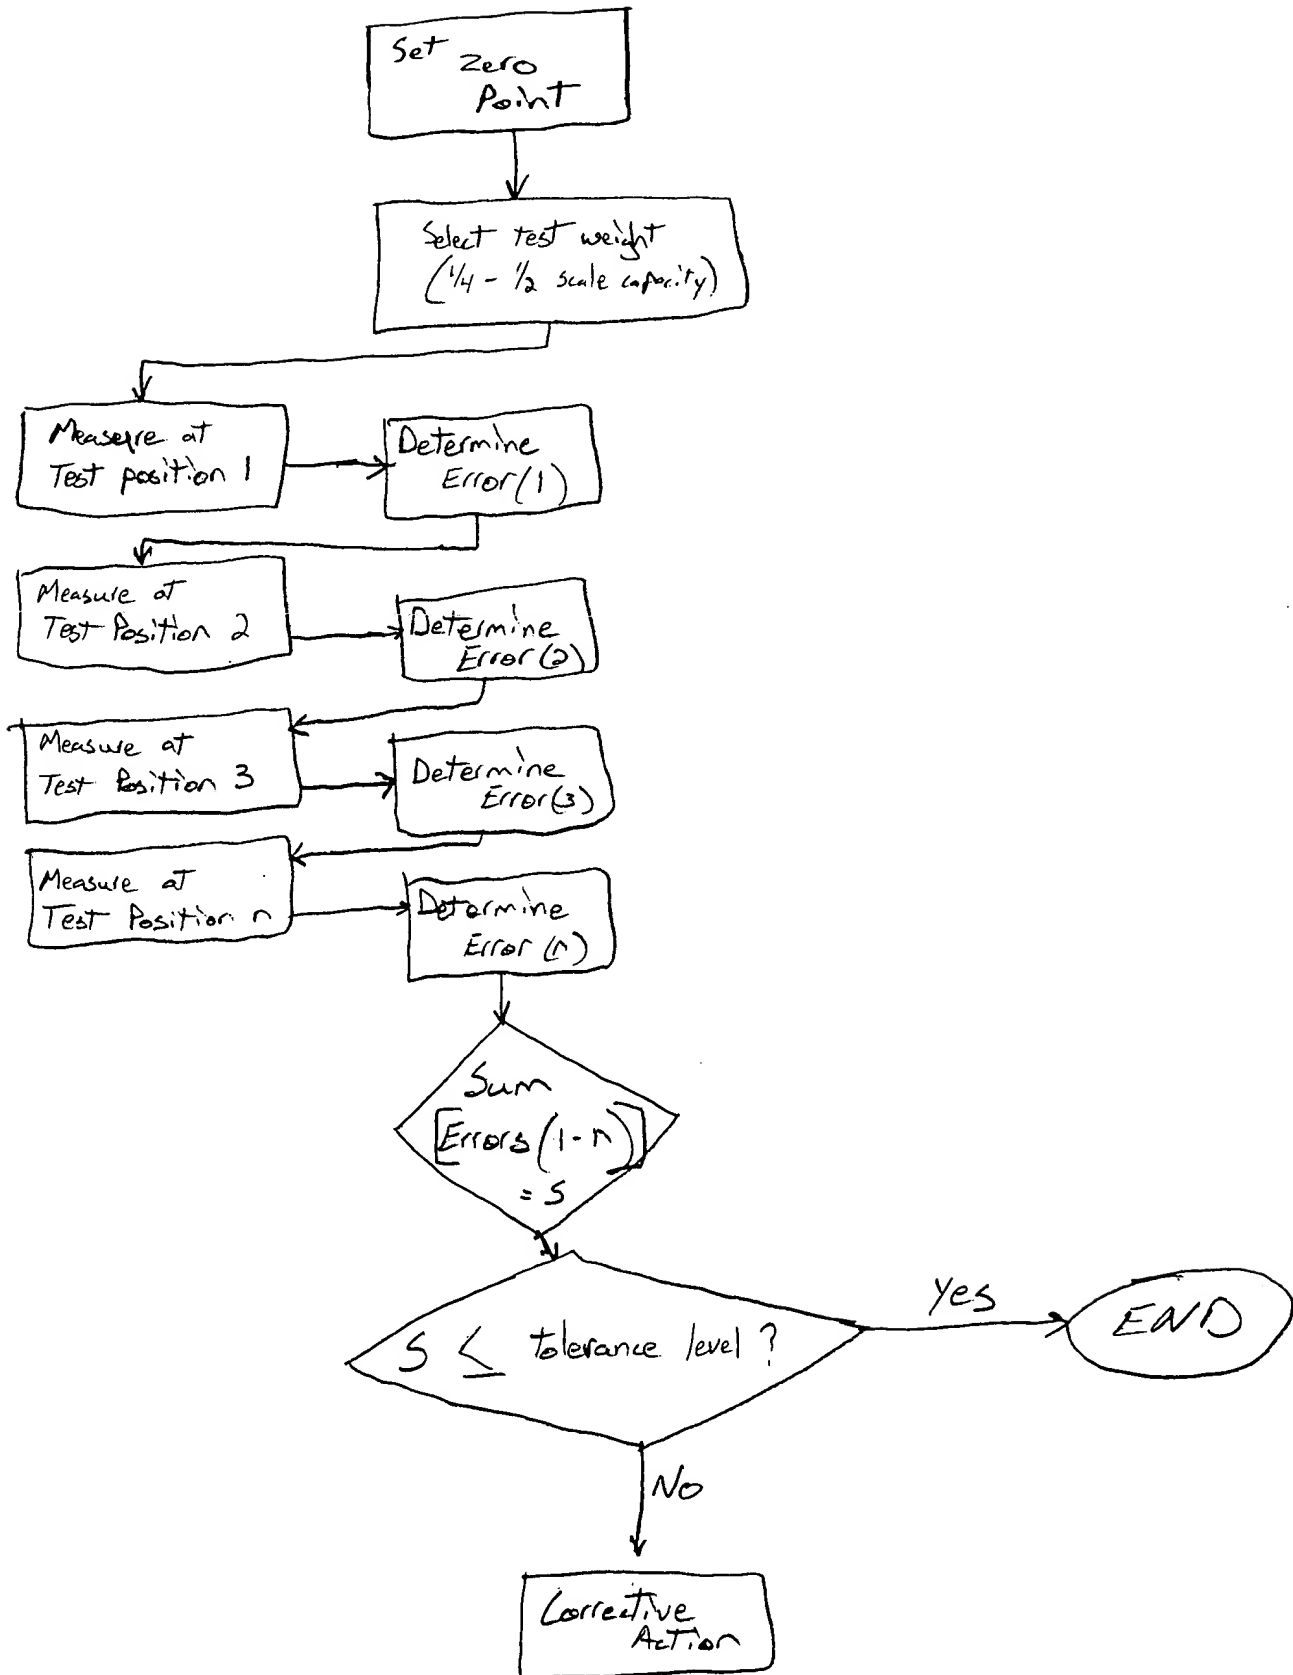 Set
Zero
Point
Select test weight
(1/4 - 1/2 scale capacity)
Measure at
Test position 1
Determine
Error(1)
Measure at
Test Position 2
Determine
Error(2)
Measure at
Test Position 3
Determine
Error(3)
Measure at
Test Position n
Determine
Error(n)
Sum
[Errors(1-n)]
= S
S ≤ tolerance level?
Yes
END
No
Corrective
Action